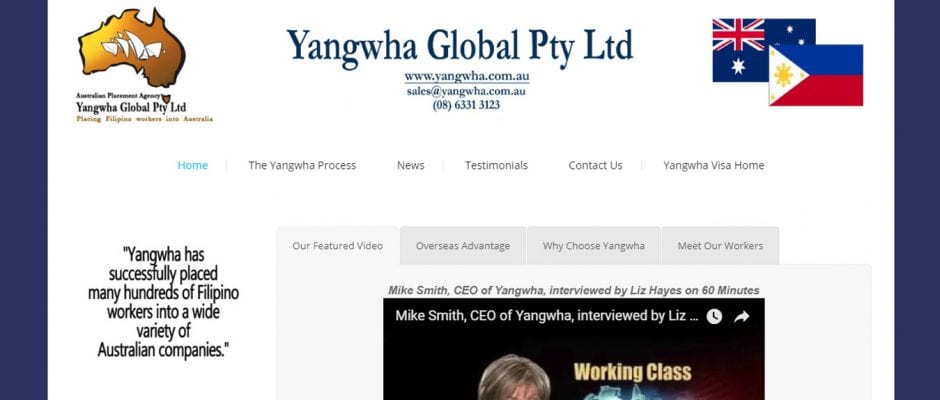 Australian Placement Agency
Yangwha Global Pty Ltd
Placing Filipino workers into Australia
Yangwha Global Pty Ltd
www.yangwha.com.au
sales@yangwha.com.au
(08) 6331 3123
Home
The Yangwha Process
News
Testimonials
Contact Us
Yangwha Visa Home
"Yangwha has
successfully placed
many hundreds of Filipino
workers into a wide
variety of
Australian companies."
Our Featured Video
Overseas Advantage
Why Choose Yangwha
Meet Our Workers
Mike Smith, CEO of Yangwha, interviewed by Liz Hayes on 60 Minutes
Mike Smith, CEO of Yangwha, interviewed by Liz ...
Working Class